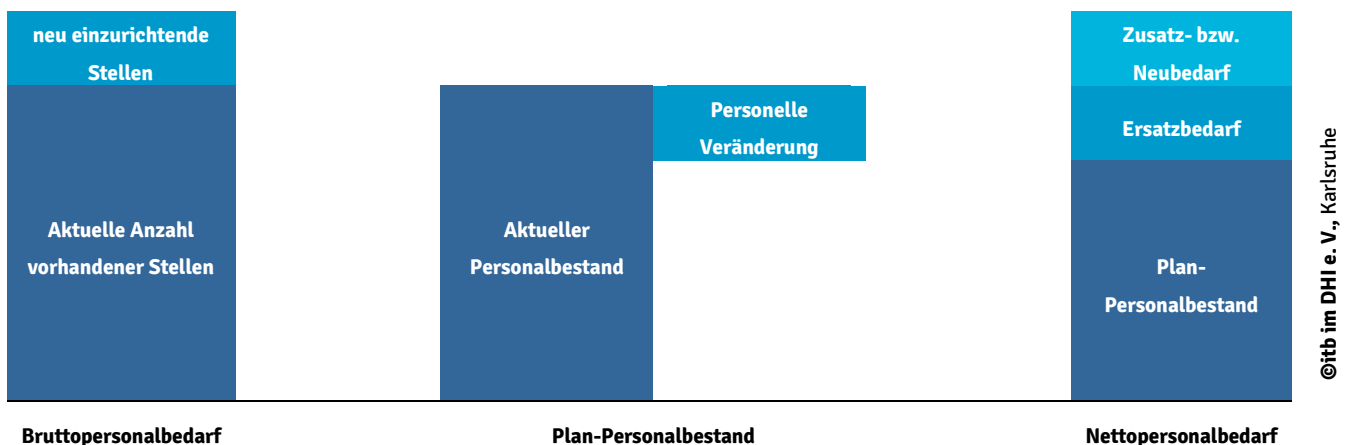 neu einzurichtende
Stellen
Aktuelle Anzahl
vorhandener Stellen
Bruttopersonalbedarf
Aktueller
Personalbestand
Personelle
Veränderung
Plan-Personalbestand
Zusatz- bzw.
Neubedarf
Ersatzbedarf
Plan-
Personalbestand
Nettopersonalbedarf
©itb im DHI e. V., Karlsruhe